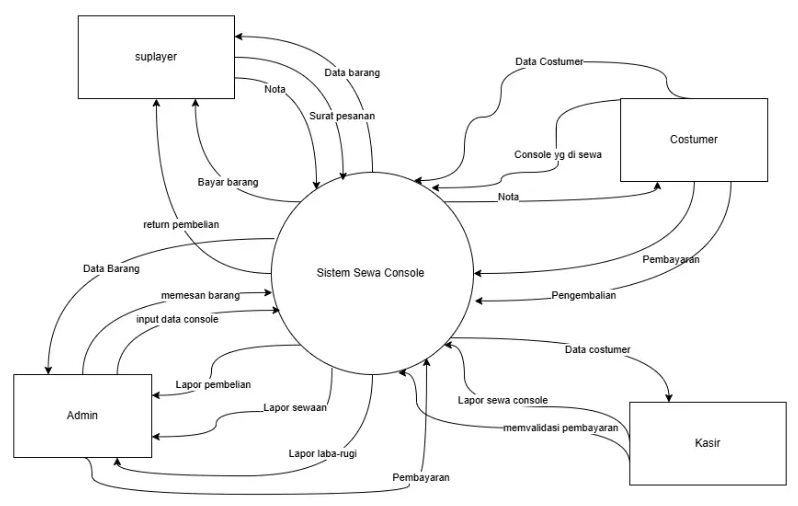 suplayer
Data barang
Nota
Surat pesanan
Bayar barang
return pembelian
Data Costumer
Costumer
Console yg di sewa
Nota
Pembayaran
Pengembalian
Sistem Sewa Console
Data Barang
memesan barang
input data console
Lapor pembelian
Admin
Lapor sewaan
Lapor laba-rugi
Pembayaran
Data costumer
Lapor sewa console
memvalidasi pembayaran
Kasir